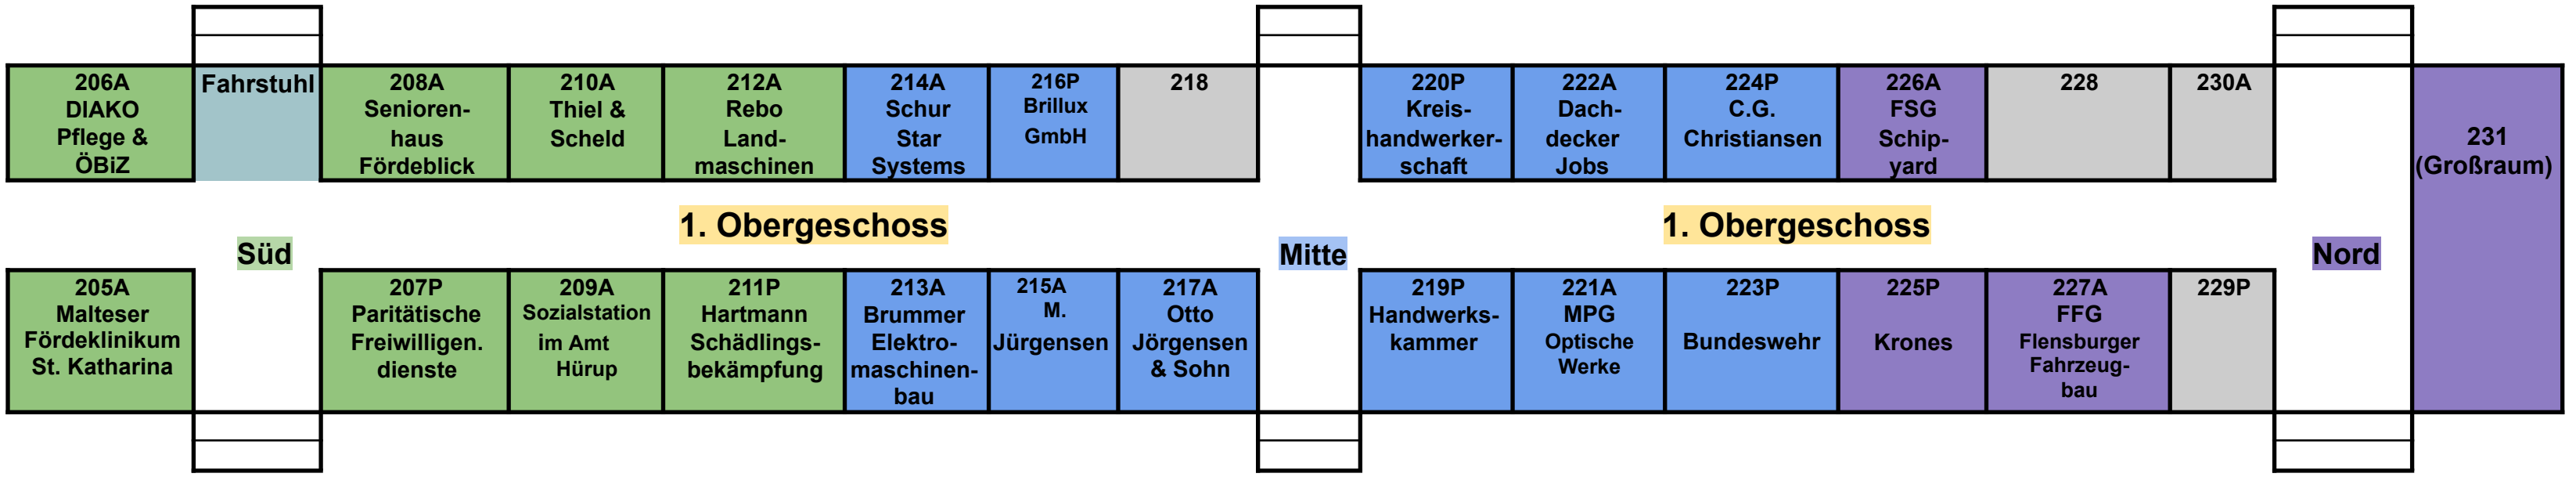 206A
DIAKO
Pflege &
ÖBiZ
Fahrstuhl
208A
Senioren-
haus
Fördeblick
210A
Thiel &
Scheld
212A
Rebo
Land-
maschinen
214A
Schur
Star
Systems
216P
Brillux
GmbH
218
220P
Kreis-
handwerker-
schaft
222A
Dach-
decker
Jobs
224P
C.G.
Christiansen
226A
FSG
Schip-
yard
228
230A
231
(Großraum)
1. Obergeschoss
1. Obergeschoss
Süd
Mitte
Nord
205A
Malteser
Fördeklinikum
St. Katharina
207P
Paritätische
Freiwilligen.
dienste
209A
Sozialstation
im Amt
Hürup
211P
Hartmann
Schädlings-
bekämpfung
213A
Brummer
Elektro-
maschinen-
bau
215A
M.
Jürgensen
217A
Otto
Jörgensen
& Sohn
219P
Handwerks-
kammer
221A
MPG
Optische
Werke
223P
Bundeswehr
225P
Krones
227A
FFG
Flensburger
Fahrzeug-
bau
229P